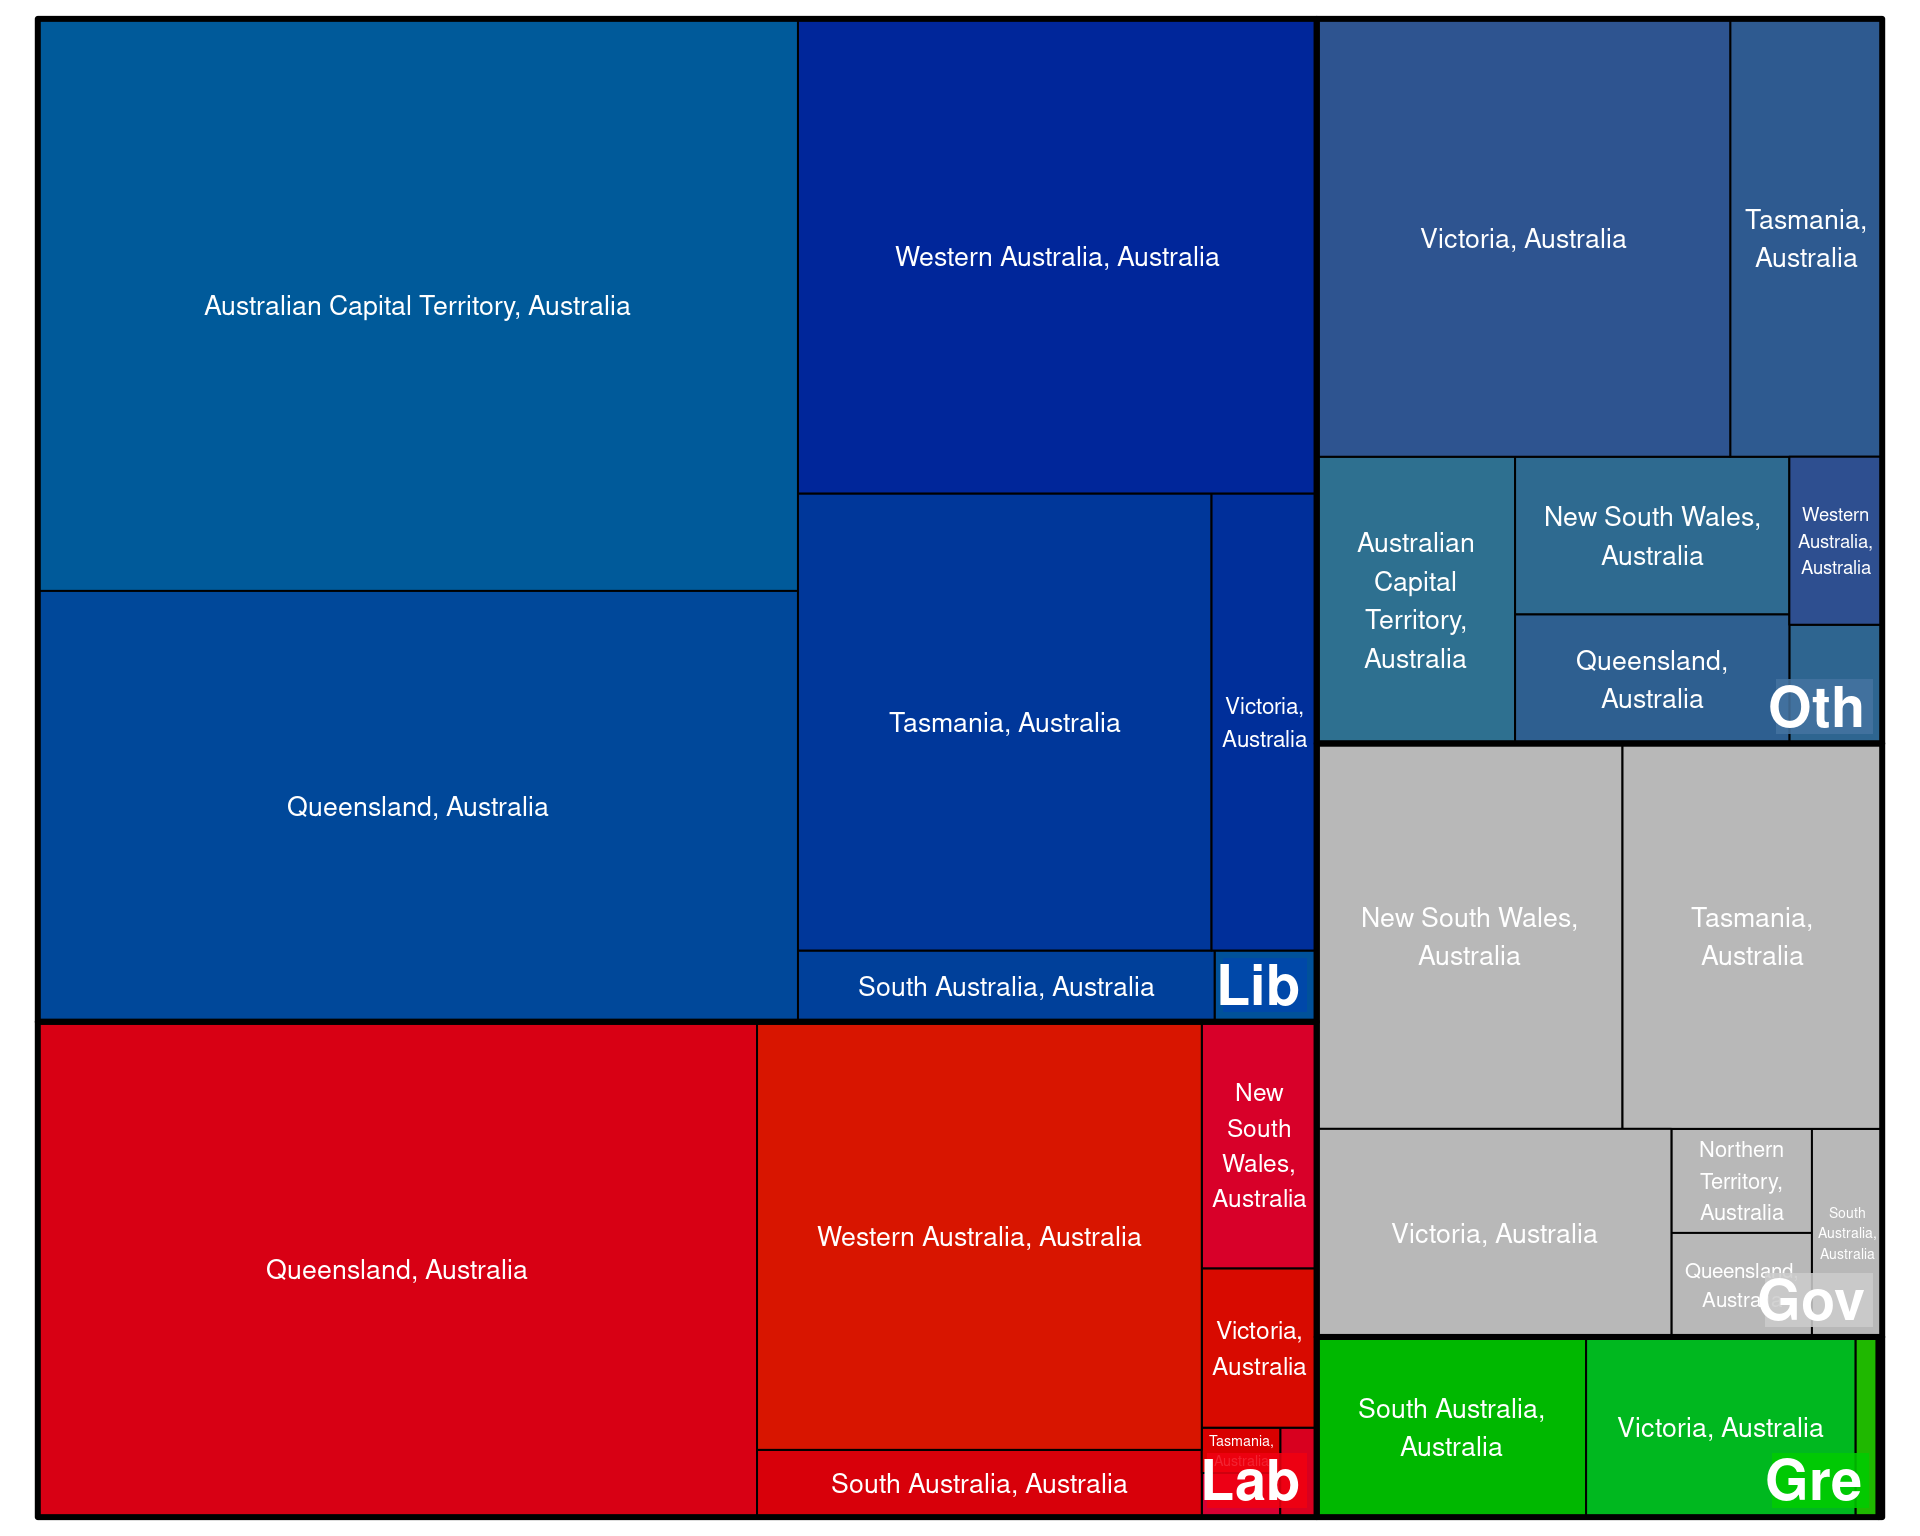 Australian Capital Territory, Australia
Western Australia, Australia
Queensland, Australia
Tasmania, Australia
Victoria,
Australia
South Australia, Australia
Lib
Queensland, Australia
Western Australia, Australia
New
South
Wales,
Australia
Victoria,
Australia
South Australia, Australia
Tasmania,
Australia
Lab
Victoria, Australia
Tasmania,
Australia
Australian
Capital
Territory,
Australia
New South Wales,
Australia
Western
Australia,
Australia
Queensland,
Australia
Oth
New South Wales,
Australia
Tasmania,
Australia
Victoria, Australia
Northern
Territory,
Australia
Queensland,
Australia
South
Australia,
Australia
Gov
South Australia,
Australia
Victoria, Australia
Gre